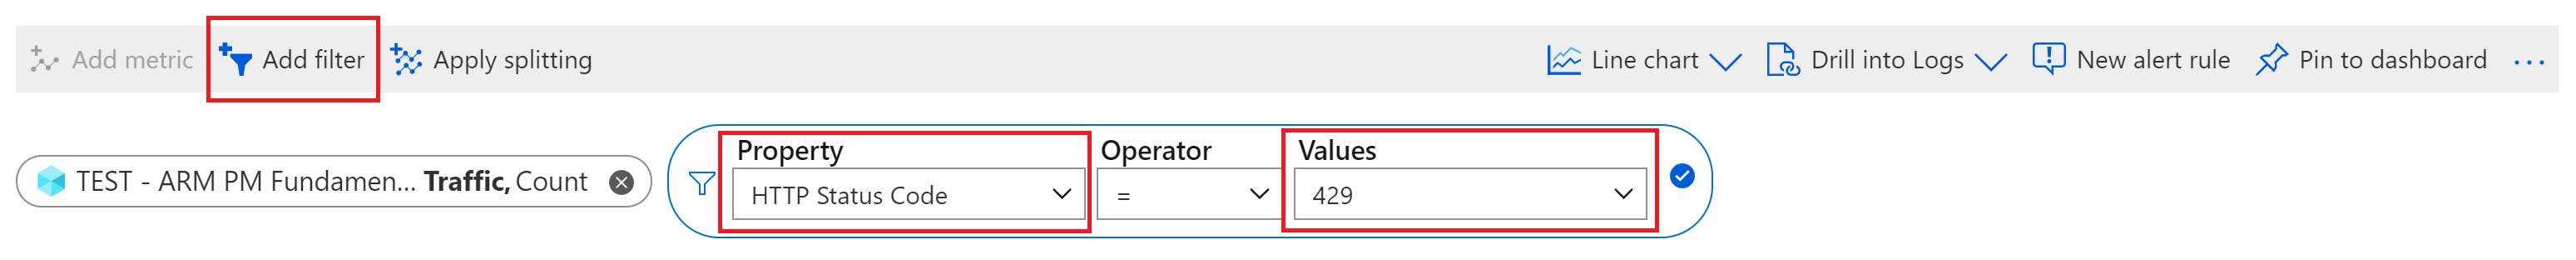 Add metric Add filter Apply splitting Line chart Drill into Logs New alert rule Pin to dashboard ...
Property Operator Values
TEST - ARM PM Fundamen... Traffic, Count HTTP Status Code = 429